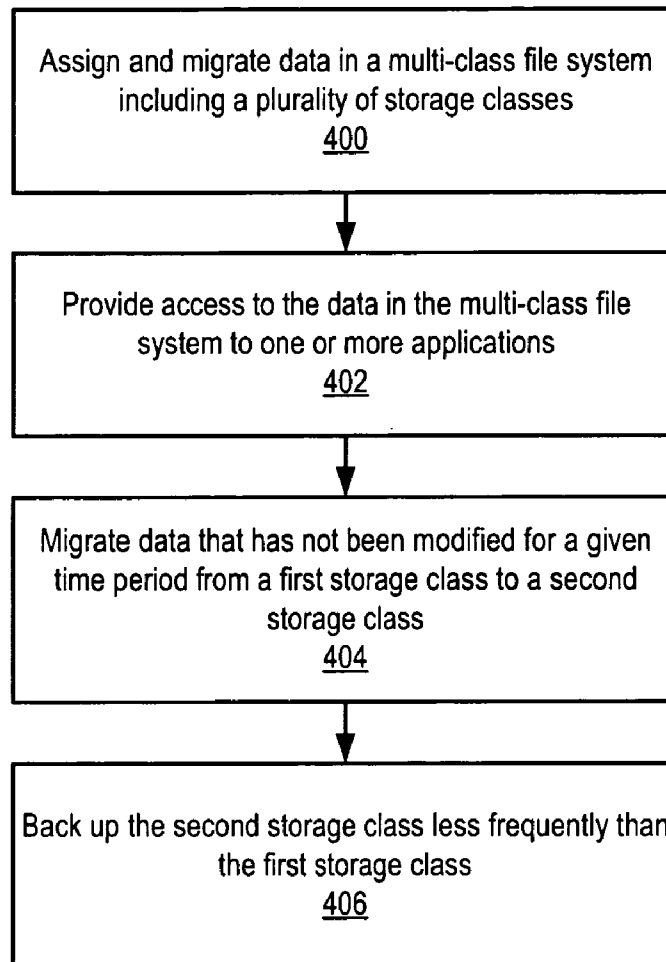 Assign and migrate data in a multi-class file system
including a plurality of storage classes
400
Provide access to the data in the multi-class file
system to one or more applications
402
Migrate data that has not been modified for a given
time period from a first storage class to a second
storage class
404
Back up the second storage class less frequently than
the first storage class
406